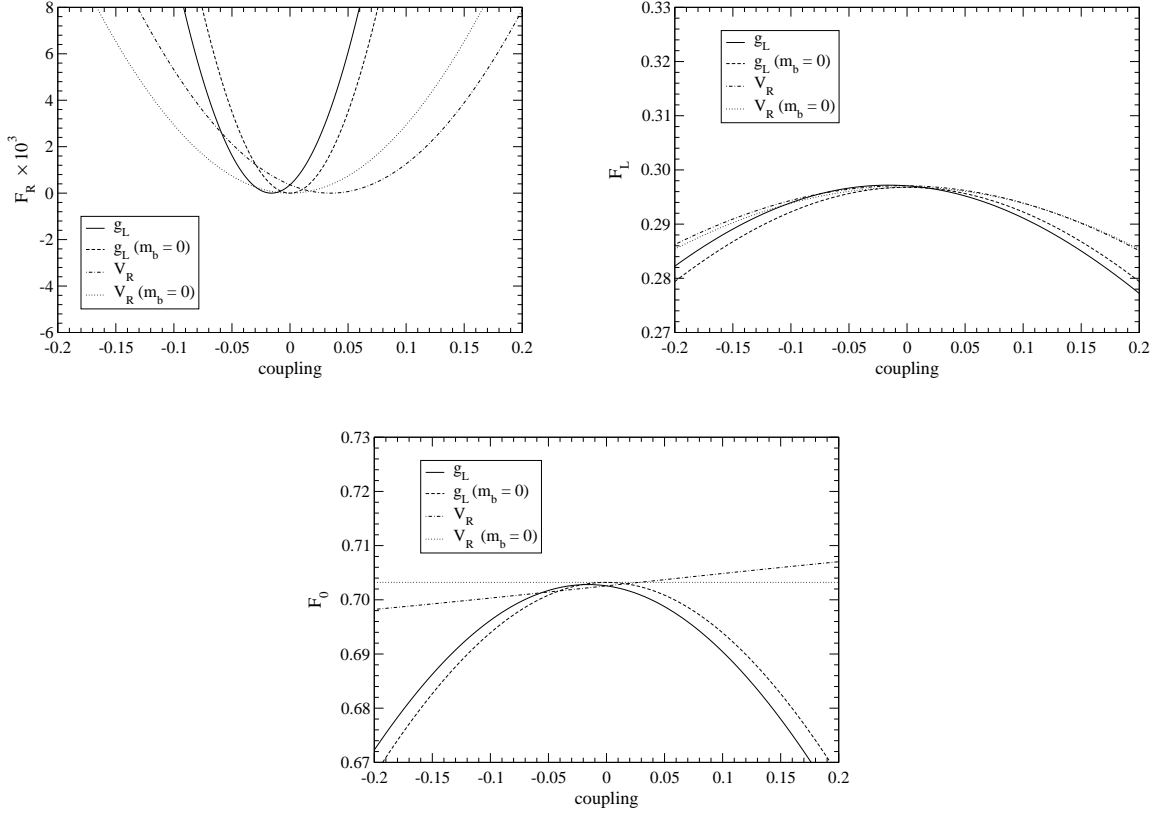 8
6
4
2
0
-2
-4
-6
F_R × 10^3
g_L
g_L (m_b = 0)
V_R
V_R (m_b = 0)
-0.2 -0.15 -0.1 -0.05 0 0.05 0.1 0.15 0.2
coupling
0.33
0.32
0.31
0.30
0.29
0.28
0.27
F_L
g_L
g_L (m_b = 0)
V_R
V_R (m_b = 0)
-0.2 -0.15 -0.1 -0.05 0 0.05 0.1 0.15 0.2
coupling
0.73
0.72
0.71
0.70
0.69
0.68
0.67
F_0
g_L
g_L (m_b = 0)
V_R
V_R (m_b = 0)
-0.2 -0.15 -0.1 -0.05 0 0.05 0.1 0.15 0.2
coupling